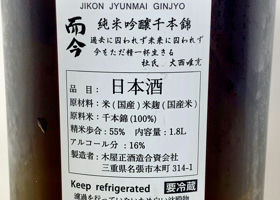 JIKON JYUNMAI GINJYO
而今 純米吟醸千本錦
過去に囚われず未来に囚われず
今をただ精一杯生きる
杜氏 大西唯克
品目：日本酒
原材料：米（国産）米麹（国産米）
原料米：千本錦（100%）
精米歩合：55% 内容量：1.8L
アルコール分：16%
製造者：木屋正酒造合資会社
三重県名張市本町 314-1
Keep refrigerated 要冷蔵